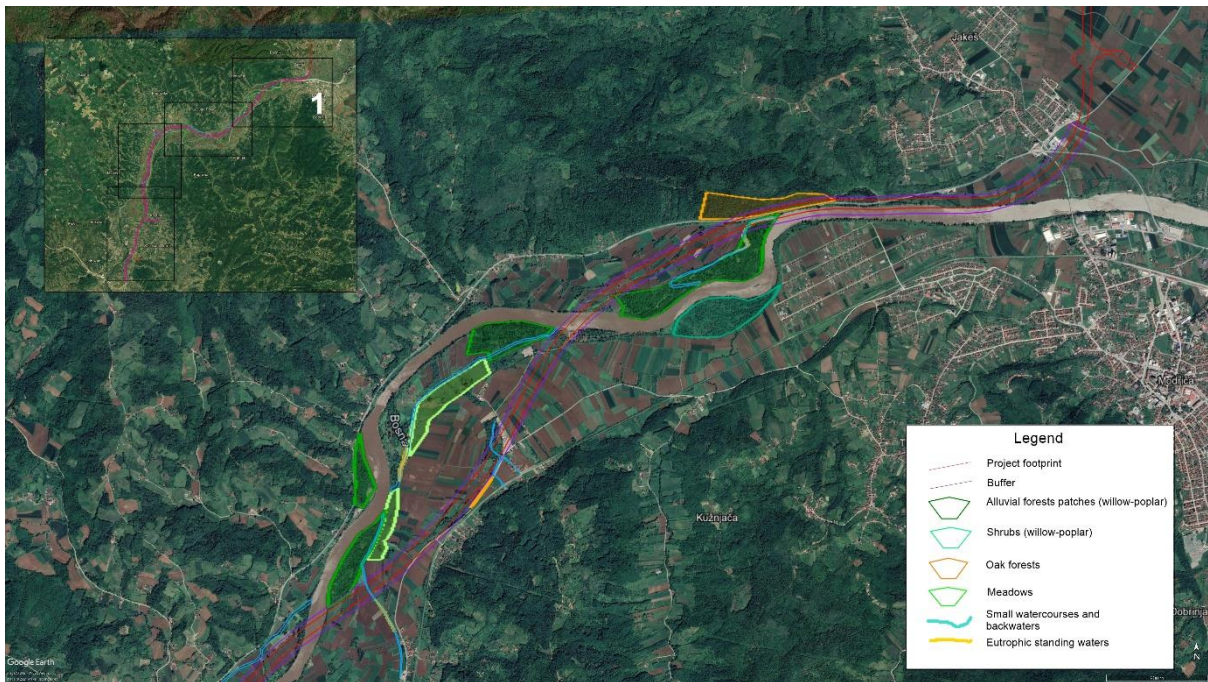 1
Jakeš
Bosna
Modriča
Kužnjača
Dobrinja
Legend
Project footprint
Buffer
Alluvial forests patches (willow-poplar)
Shrubs (willow-poplar)
Oak forests
Meadows
Small watercourses and
backwaters
Eutrophic standing waters
N
Google Earth